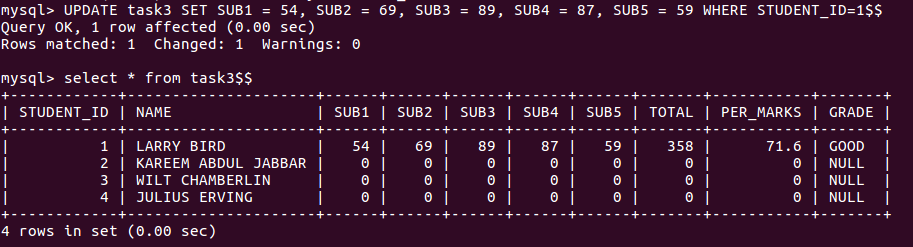 mysql> UPDATE task3 SET SUB1 = 54, SUB2 = 69, SUB3 = 89, SUB4 = 87, SUB5 = 59 WHERE STUDENT_ID=1$$
Query OK, 1 row affected (0.00 sec)
Rows matched: 1  Changed: 1  Warnings: 0
mysql> select * from task3$$
+------------+---------------------+------+------+------+------+------+-------+-----------+-------+
| STUDENT_ID | NAME                | SUB1 | SUB2 | SUB3 | SUB4 | SUB5 | TOTAL | PER_MARKS | GRADE |
+------------+---------------------+------+------+------+------+------+-------+-----------+-------+
|          1 | LARRY BIRD          |   54 |   69 |   89 |   87 |   59 |   358 |      71.6 | GOOD  |
|          2 | KAREEM ABDUL JABBAR |    0 |    0 |    0 |    0 |    0 |     0 |         0 | NULL  |
|          3 | WILT CHAMBERLIN     |    0 |    0 |    0 |    0 |    0 |     0 |         0 | NULL  |
|          4 | JULIUS ERVING       |    0 |    0 |    0 |    0 |    0 |     0 |         0 | NULL  |
+------------+---------------------+------+------+------+------+------+-------+-----------+-------+
4 rows in set (0.00 sec)